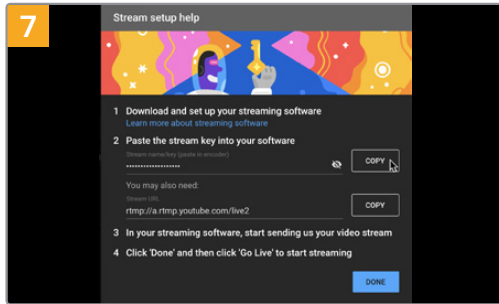 7
Stream setup help
1 Download and set up your streaming software
Learn more about streaming software
2 Paste the stream key into your software
Stream name/key (paste in encoder)
••••••••••••••••••
COPY
You may also need:
Stream URL
rtmp://a.rtmp.youtube.com/live2
COPY
3 In your streaming software, start sending us your video stream
4 Click 'Done' and then click 'Go Live' to start streaming
DONE